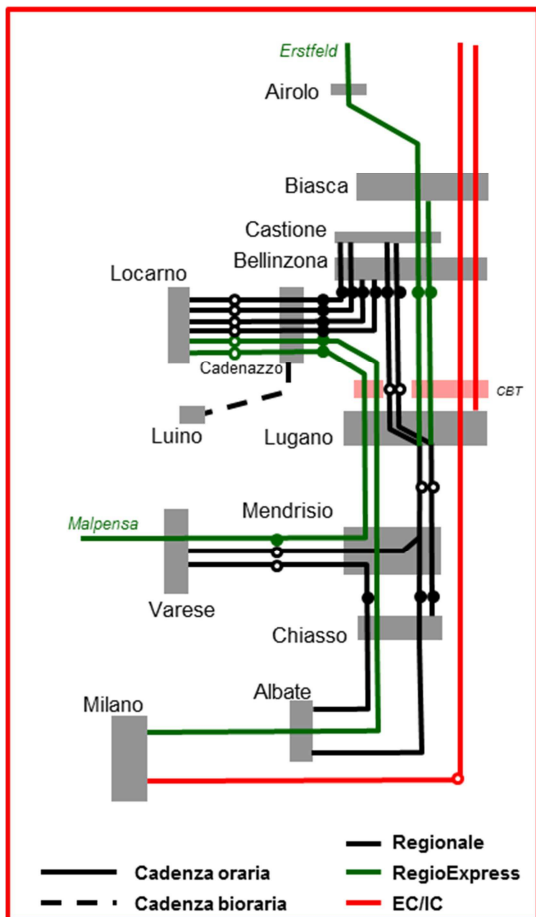 Erstfeld
Airolo
Biasca
Castione
Bellinzona
Locarno
Cadenazzo
CBT
Luino
Lugano
Mendrisio
Malpensa
Varese
Chiasso
Albate
Milano
Regionale
Cadenza oraria
RegioExpress
Cadenza bioraria
EC/IC